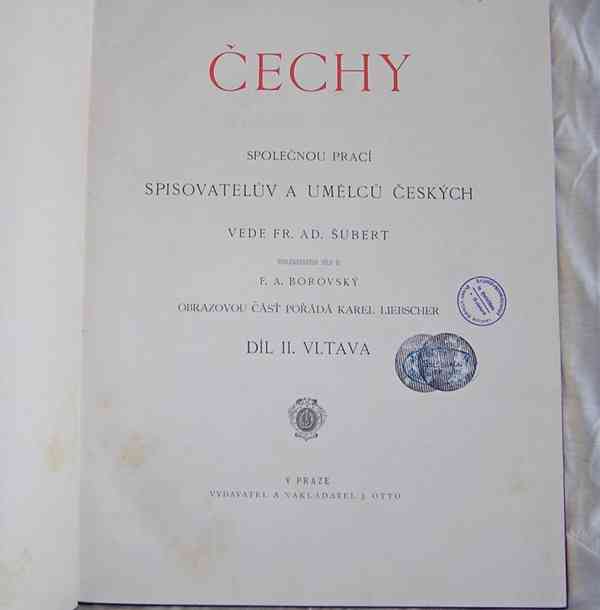 ČECHY
SPOLEČNOU PRACÍ
SPISOVATELŮV A UMĚLCŮ ČESKÝCH
VEDE FR. AD. ŠUBERT
F. A. BOROVSKÝ
OBRAZOVOU ČÁSŤ POŘÁDÁ KAREL LIEBSCHER
DÍL II. VLTAVA
V PRAZE
VYDAVATEL A NAKLADATEL J. OTTO